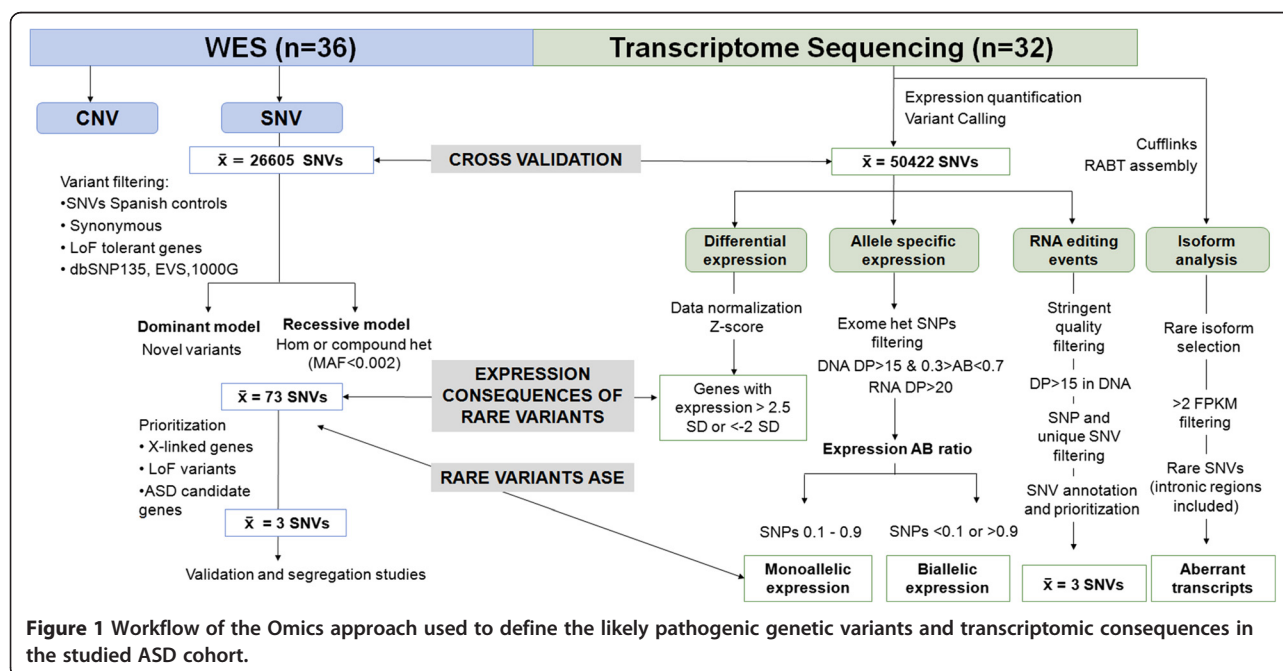 WES (n=36)
Transcriptome Sequencing (n=32)
CNV
SNV
x̄ = 26605 SNVs
CROSS VALIDATION
Expression quantification
Variant Calling
x̄ = 50422 SNVs
Cufflinks
RABT assembly
Variant filtering:
•SNVs Spanish controls
• Synonymous
• LoF tolerant genes
• dbSNP135, EVS,1000G
Dominant model
Novel variants
Recessive model
Hom or compound het
(MAF<0.002)
x̄ = 73 SNVs
EXPRESSION
CONSEQUENCES OF
RARE VARIANTS
Prioritization
• X-linked genes
• LoF variants
•ASD candidate
genes
RARE VARIANTS ASE
x̄ = 3 SNVs
Validation and segregation studies
Differential
expression
Data normalization
Z-score
Genes with
expression > 2.5
SD or <-2 SD
Allele specific
expression
Exome het SNPs
filtering
DNA DP>15 & 0.3>AB<0.7
RNA DP>20
Expression AB ratio
SNPs 0.1 - 0.9
SNPs <0.1 or >0.9
Monoallelic
expression
Biallelic
expression
RNA editing
events
Stringent
quality
filtering
DP>15 in DNA
SNP and
unique SNV
filtering
SNV annotation
and prioritization
x̄ = 3 SNVs
Isoform
analysis
Rare isoform
selection
>2 FPKM
filtering
Rare SNVs
(intronic regions
included)
Aberrant
transcripts
Figure 1 Workflow of the Omics approach used to define the likely pathogenic genetic variants and transcriptomic consequences in
the studied ASD cohort.